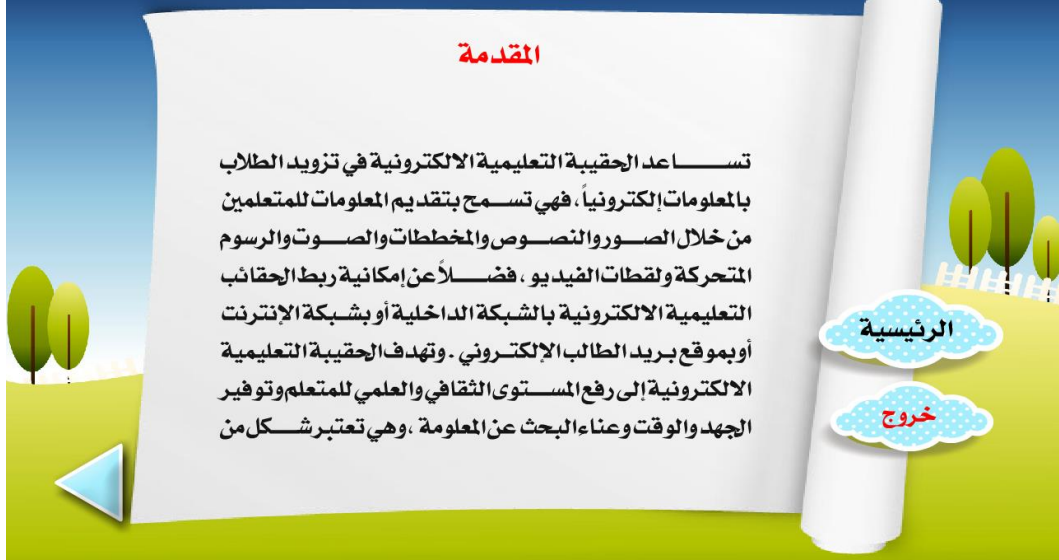 المقدمة
تساعد الحقيبة التعليمية الالكترونية في تزويد الطلاب
بالمعلومات إلكترونياً، فهي تسمح بتقديم المعلومات للمتعلمين
من خلال الصور والنصوص والمخططات والصوت والرسوم
المتحركة ولقطات الفيديو ، فضلاً عن إمكانية ربط الحقائب
التعليمية الالكترونية بالشبكة الداخلية أو بشبكة الإنترنت
أو بموقع بريد الطالب الإلكتروني . وتهدف الحقيبة التعليمية
الالكترونية إلى رفع المستوى الثقافي والعلمي للمتعلم وتوفير
الجهد والوقت وعناء البحث عن المعلومة ،وهي تعتبر شكل من
الرئيسية
خروج